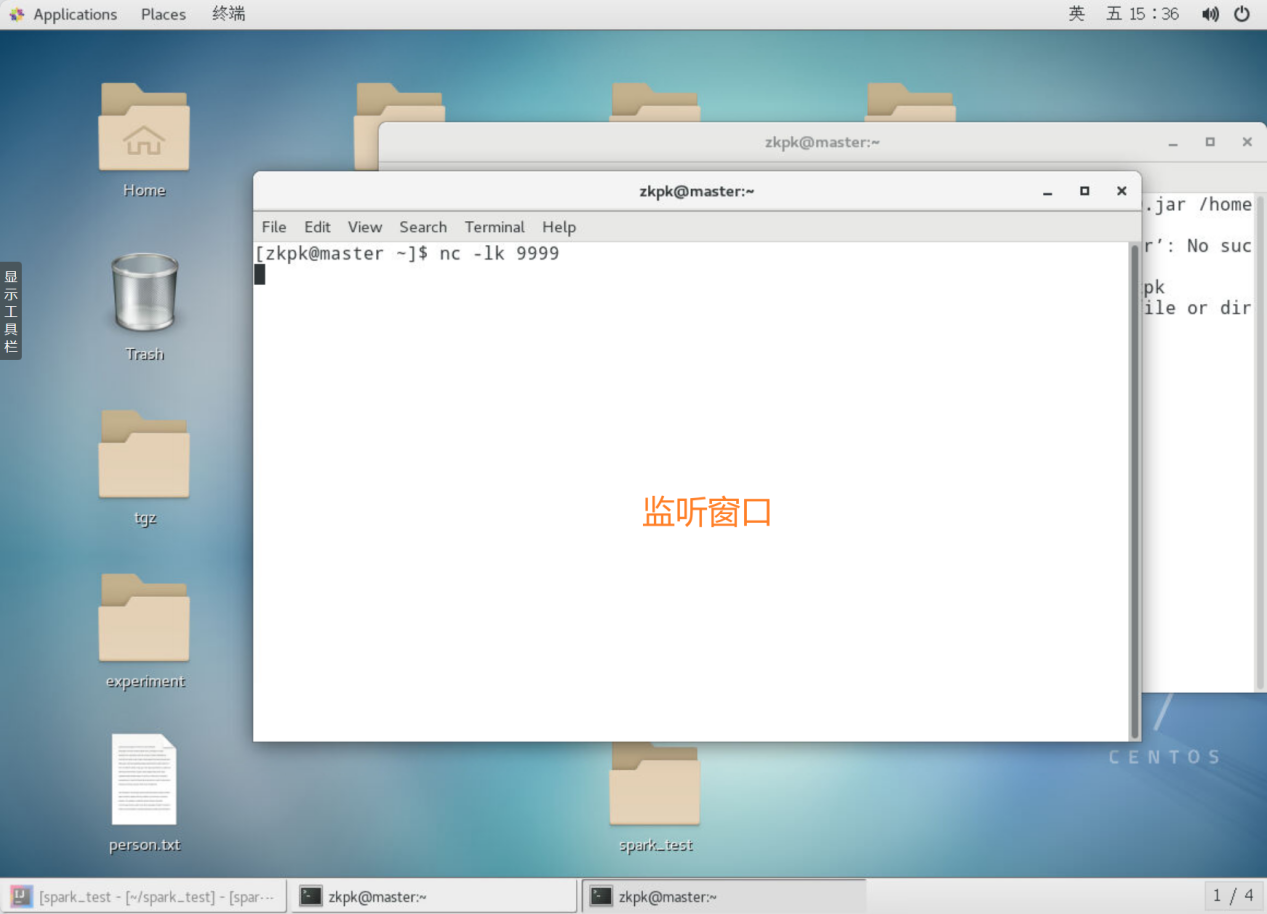 Applications Places 终端 英 五 15：36
Home
zkpk@master:~
zkpk@master:~
.jar /home
File Edit View Search Terminal Help
r’: No suc
[zkpk@master ~]$ nc -lk 9999
显示工具栏
pk
ile or dir
Trash
监听窗口
tgz
experiment
CENTOS
person.txt
spark_test
[spark_test - [~/spark_test] - [spar··· zkpk@master:~ zkpk@master:~ 1 / 4